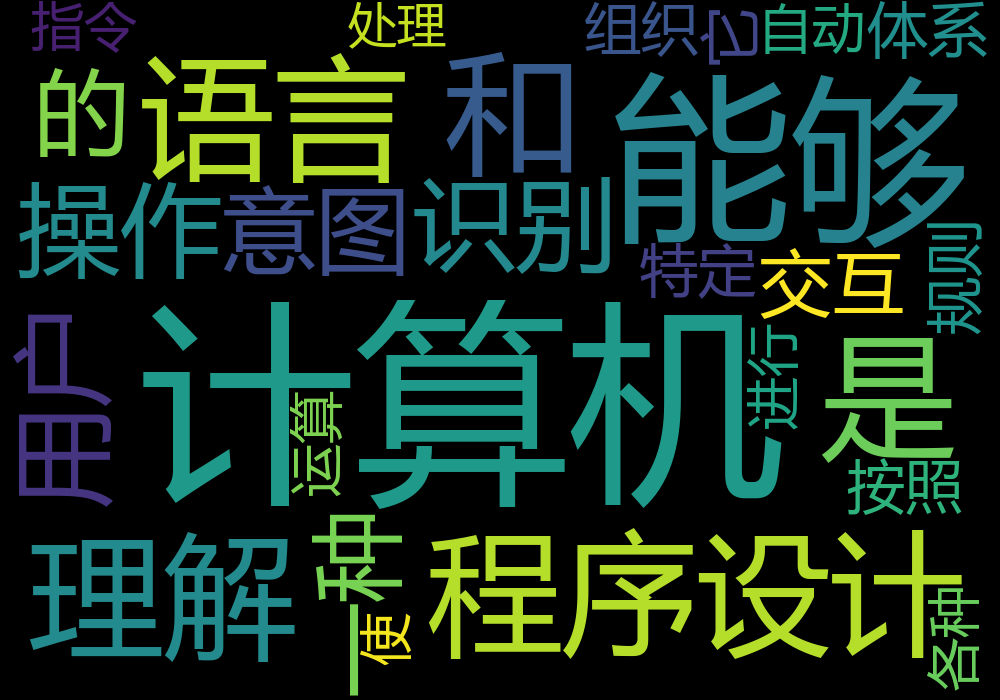 指令
处理
组织
它
自动
体系
的
语言
和
能够
操作
意图
识别
特定
交互
规则
用户
计算机
运算
进行
是
按照
理解
一种
使
程序设计
各种